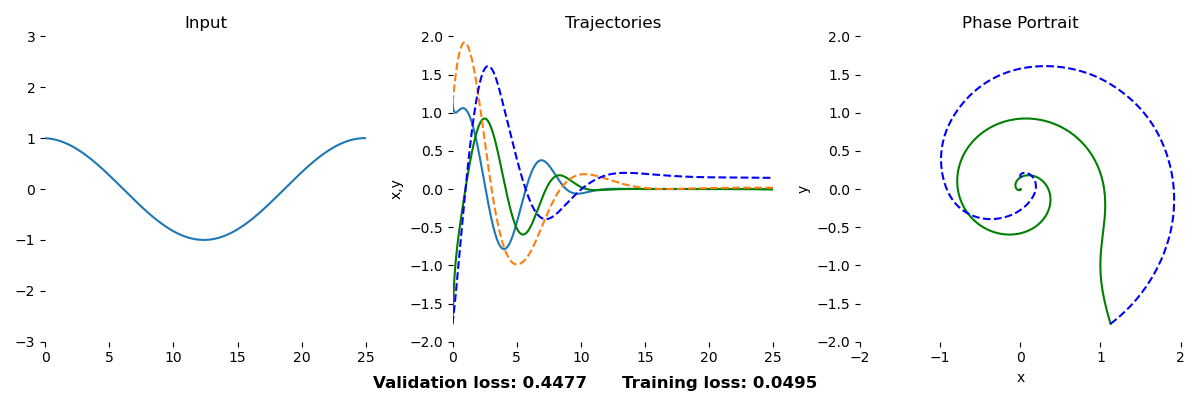 Input
3
2
1
0
−1
−2
−3
0 5 10 15 20 25
Trajectories
x,y
2.0
1.5
1.0
0.5
0.0
−0.5
−1.0
−1.5
−2.0
0 5 10 15 20 25
Phase Portrait
y
2.0
1.5
1.0
0.5
0.0
−0.5
−1.0
−1.5
−2.0
−2 −1 0 1 2
x
Validation loss: 0.4477 Training loss: 0.0495